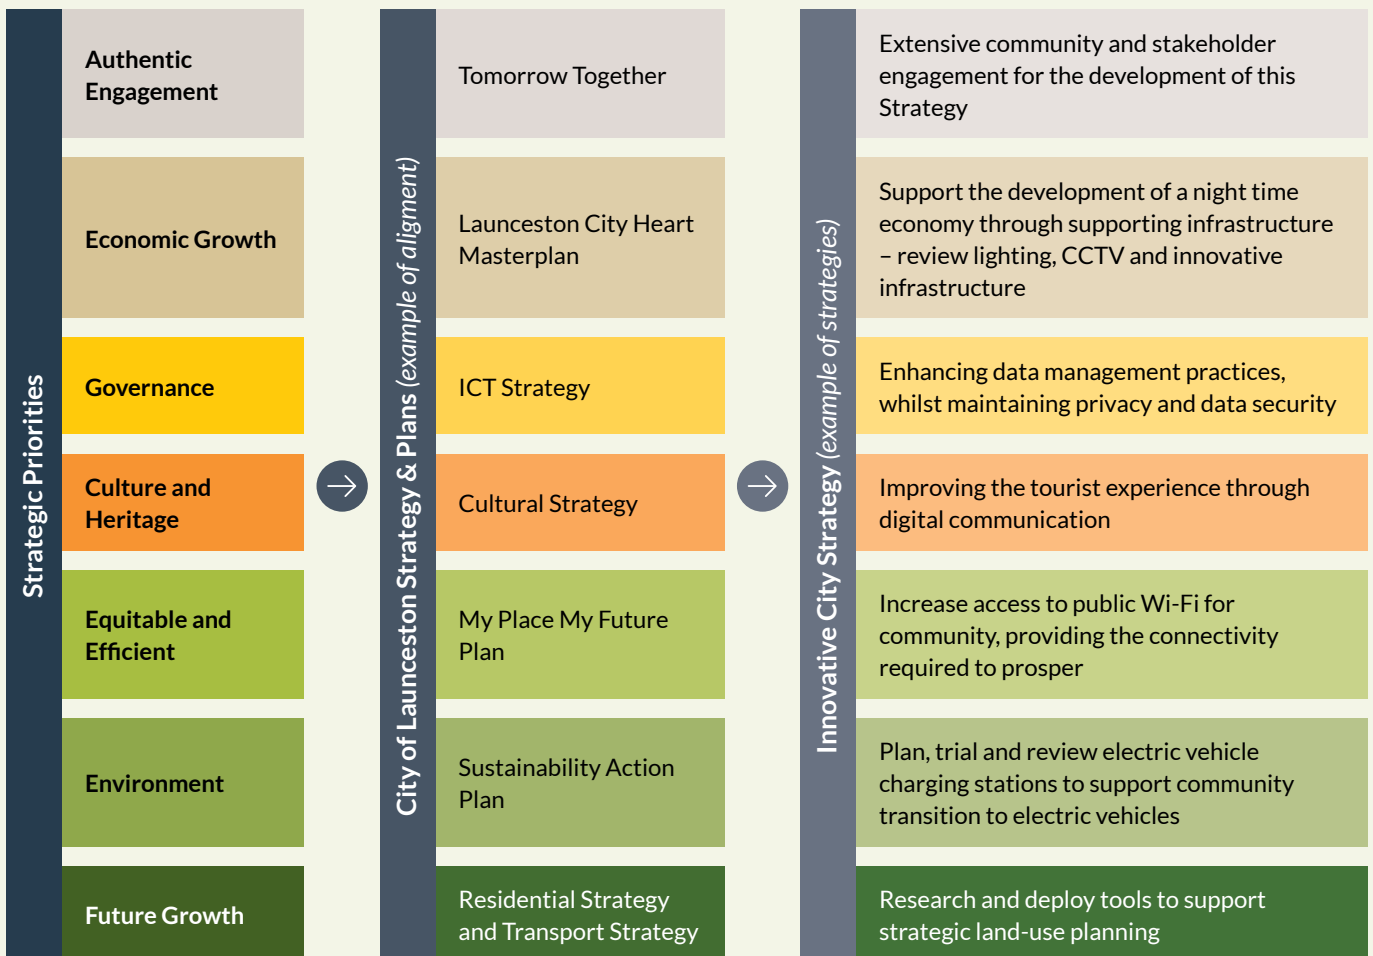 Strategic Priorities
Authentic
Engagement
Economic Growth
Governance
Culture and
Heritage
Equitable and
Efficient
Environment
Future Growth
City of Launceston Strategy & Plans (example of aligment)
Tomorrow Together
Launceston City Heart
Masterplan
ICT Strategy
Cultural Strategy
My Place My Future
Plan
Sustainability Action
Plan
Residential Strategy
and Transport Strategy
Innovative City Strategy (example of strategies)
Extensive community and stakeholder
engagement for the development of this
Strategy
Support the development of a night time
economy through supporting infrastructure
– review lighting, CCTV and innovative
infrastructure
Enhancing data management practices,
whilst maintaining privacy and data security
Improving the tourist experience through
digital communication
Increase access to public Wi-Fi for
community, providing the connectivity
required to prosper
Plan, trial and review electric vehicle
charging stations to support community
transition to electric vehicles
Research and deploy tools to support
strategic land-use planning